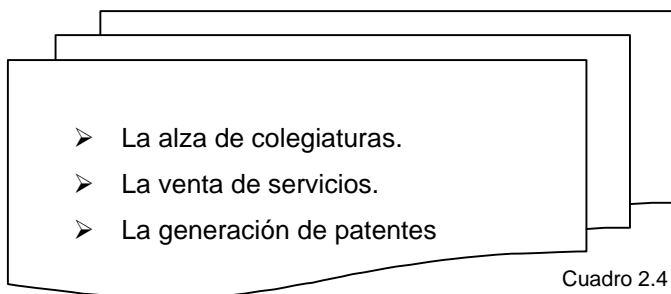 ➢ La alza de colegiaturas.
➢ La venta de servicios.
➢ La generación de patentes
Cuadro 2.4